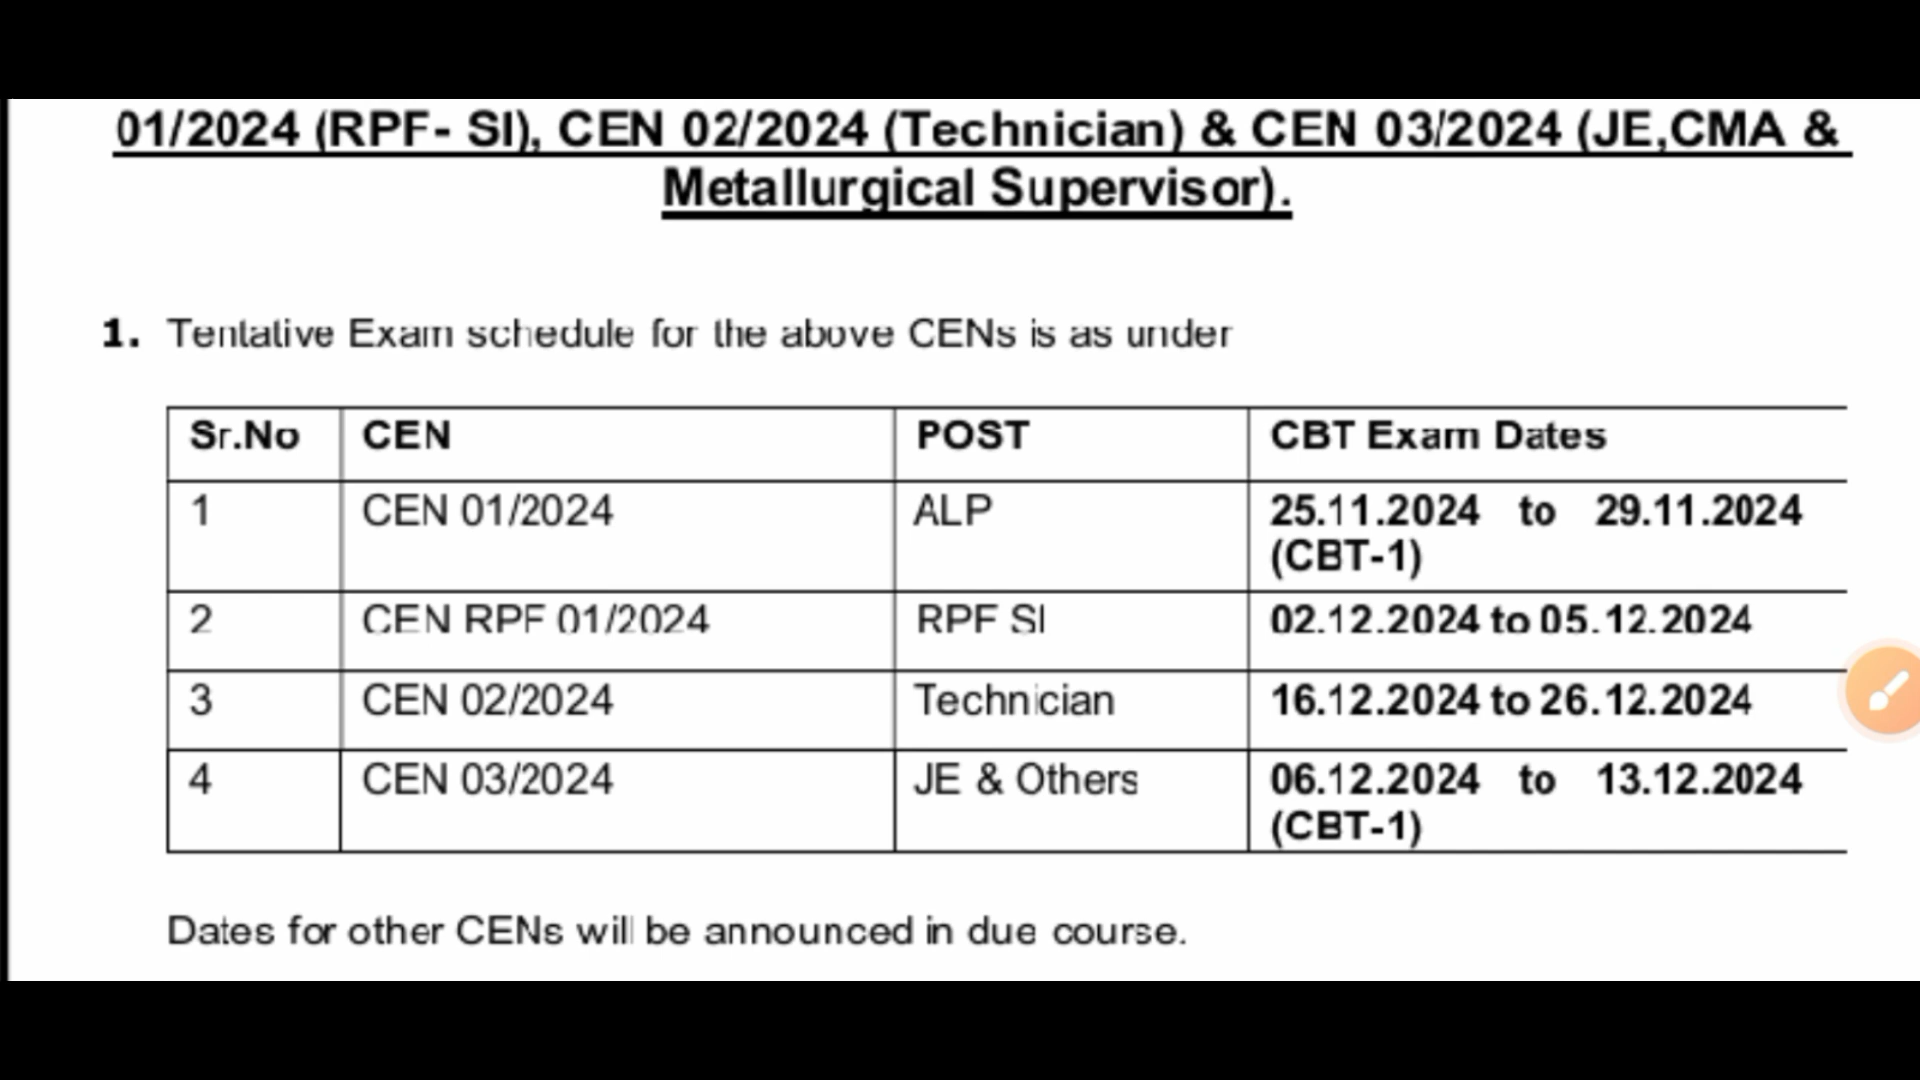 01/2024 (RPF- SI), CEN 02/2024 (Technician) & CEN 03/2024 (JE,CMA &
Metallurgical Supervisor).
1. Tentative Exam schedule for the above CENs is as under
Sr.No CEN POST CBT Exam Dates
1 CEN 01/2024 ALP 25.11.2024 to 29.11.2024
(CBT-1)
2 CEN RPF 01/2024 RPF SI 02.12.2024 to 05.12.2024
3 CEN 02/2024 Technician 16.12.2024 to 26.12.2024
4 CEN 03/2024 JE & Others 06.12.2024 to 13.12.2024
(CBT-1)
Dates for other CENs will be announced in due course.